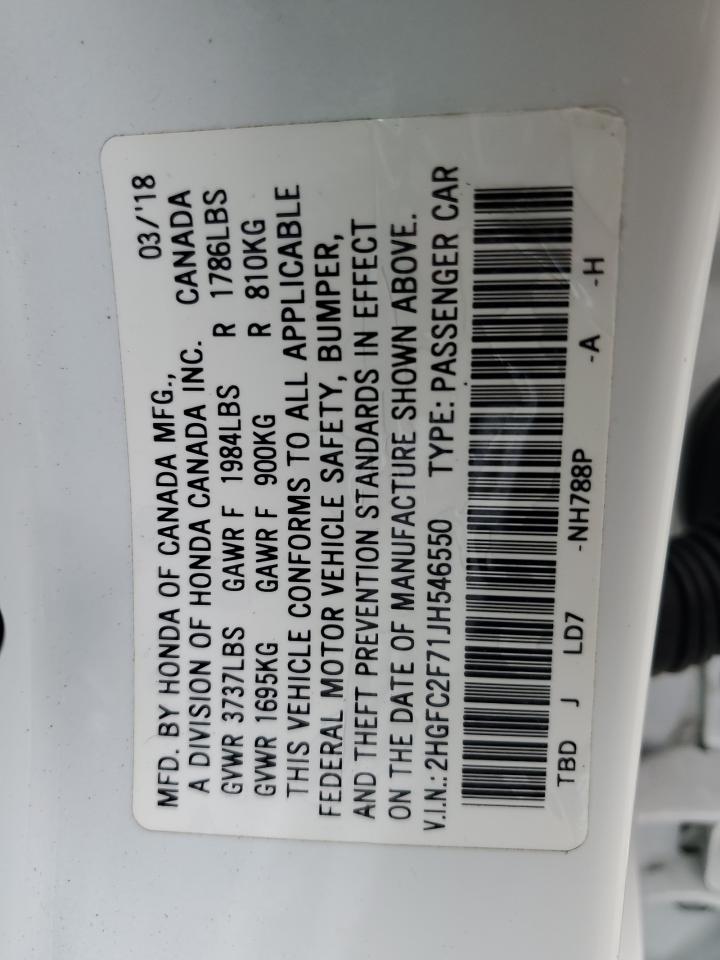 MFD. BY HONDA OF CANADA MFG., 03/'18
A DIVISION OF HONDA CANADA INC. CANADA
GVWR 3737LBS GAWR F 1984LBS R 1786LBS
GVWR 1695KG GAWR F 900KG R 810KG
THIS VEHICLE CONFORMS TO ALL APPLICABLE
FEDERAL MOTOR VEHICLE SAFETY, BUMPER,
AND THEFT PREVENTION STANDARDS IN EFFECT
ON THE DATE OF MANUFACTURE SHOWN ABOVE.
V.I.N.: 2HGFC2F71JH546550 TYPE: PASSENGER CAR
TBD J LD7 -NH788P -A -H